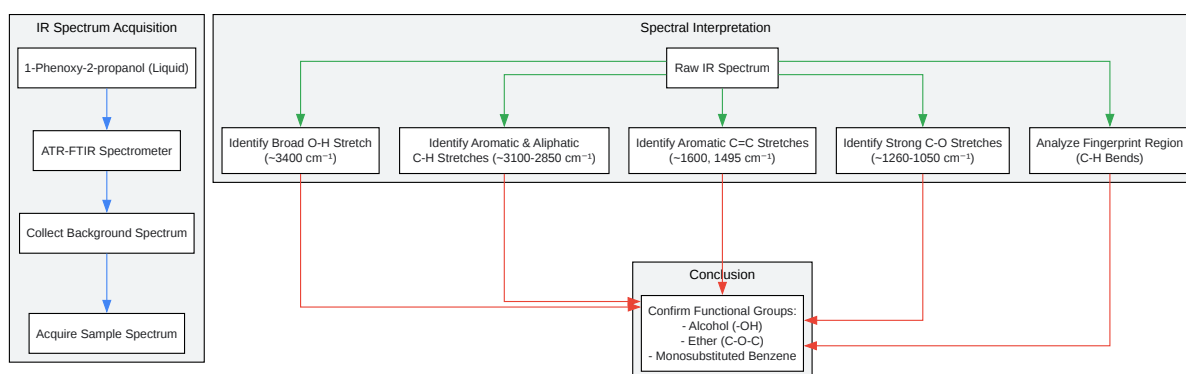 IR Spectrum Acquisition
1-Phenoxy-2-propanol (Liquid)
ATR-FTIR Spectrometer
Collect Background Spectrum
Acquire Sample Spectrum
Spectral Interpretation
Raw IR Spectrum
Identify Broad O-H Stretch
(~3400 cm⁻¹)
Identify Aromatic & Aliphatic
C-H Stretches (~3100-2850 cm⁻¹)
Identify Aromatic C=C Stretches
(~1600, 1495 cm⁻¹)
Identify Strong C-O Stretches
(~1260-1050 cm⁻¹)
Analyze Fingerprint Region
(C-H Bends)
Conclusion
Confirm Functional Groups:
- Alcohol (-OH)
- Ether (C-O-C)
- Monosubstituted Benzene